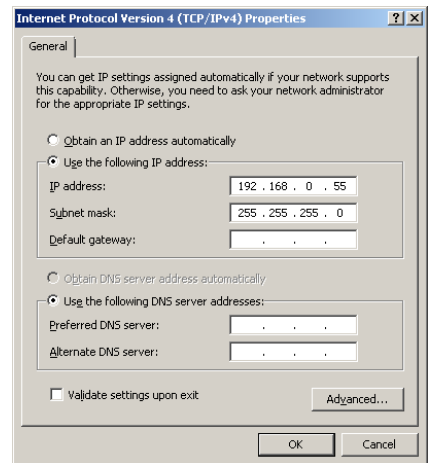 Internet Protocol Version 4 (TCP/IPv4) Properties
? X
General
You can get IP settings assigned automatically if your network supports
this capability. Otherwise, you need to ask your network administrator
for the appropriate IP settings.
Obtain an IP address automatically
Use the following IP address:
IP address: 192 . 168 . 0 . 55
Subnet mask: 255 . 255 . 255 . 0
Default gateway: . . .
Obtain DNS server address automatically
Use the following DNS server addresses:
Preferred DNS server: . . .
Alternate DNS server: . . .
Validate settings upon exit
Advanced...
OK Cancel